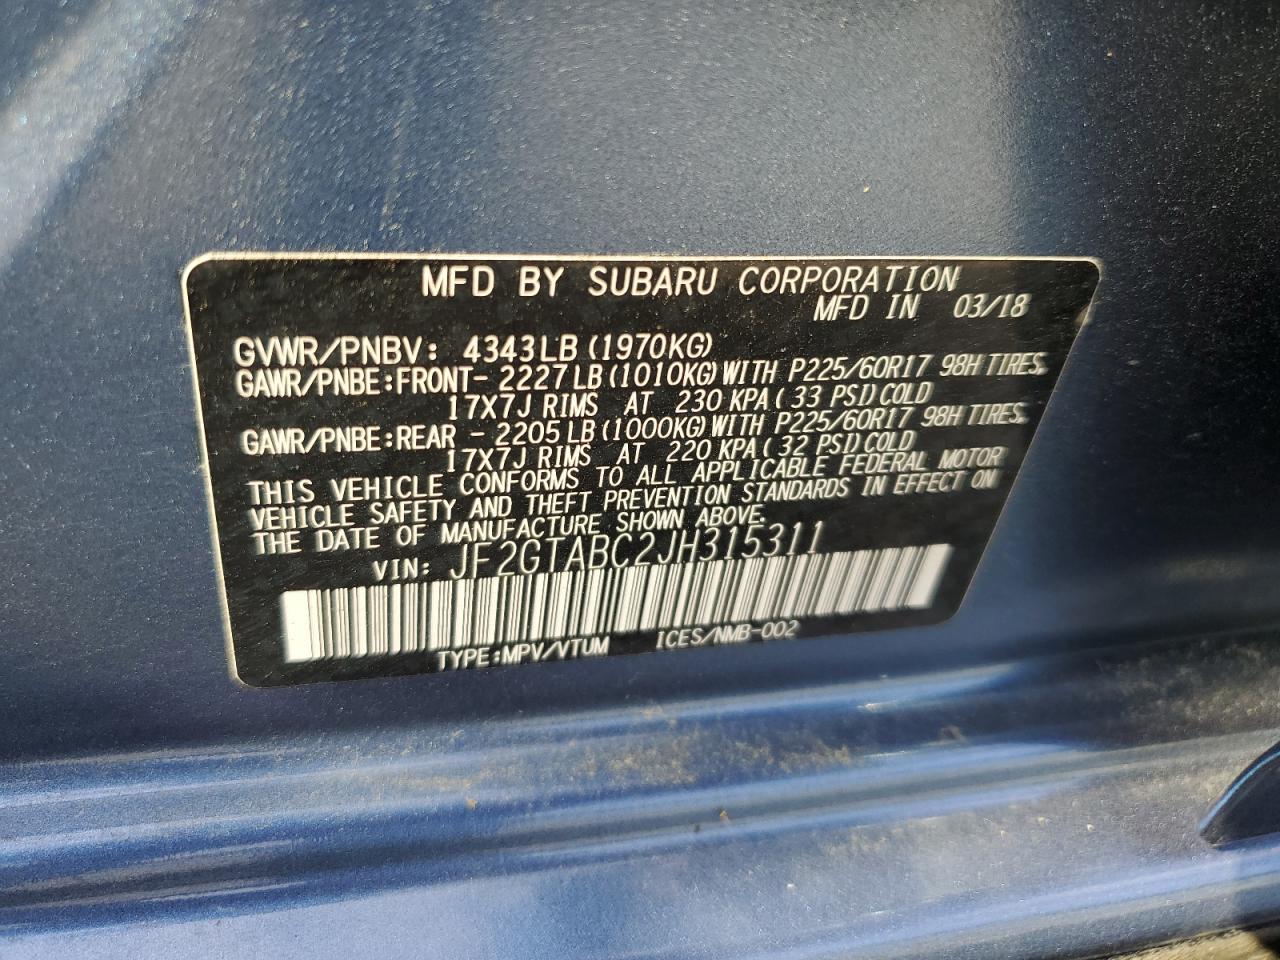 MFD BY SUBARU CORPORATION
MFD IN 03/18
GVWR/PNBV: 4343LB (1970KG)
GAWR/PNBE:FRONT- 2227LB(1010KG)WITH P225/60R17 98H TIRES,
17X7J RIMS AT 230 KPA( 33 PSI)COLD
GAWR/PNBE:REAR - 2205LB(1000KG)WITH P225/60R17 98H TIRES,
17X7J RIMS AT 220 KPA( 32 PSI)COLD
THIS VEHICLE CONFORMS TO ALL APPLICABLE FEDERAL MOTOR
VEHICLE SAFETY AND THEFT PREVENTION STANDARDS IN EFFECT ON
THE DATE OF MANUFACTURE SHOWN ABOVE.
VIN: JF2GTABC2JH315311
TYPE:MPV/VTUM ICES/NMB-002